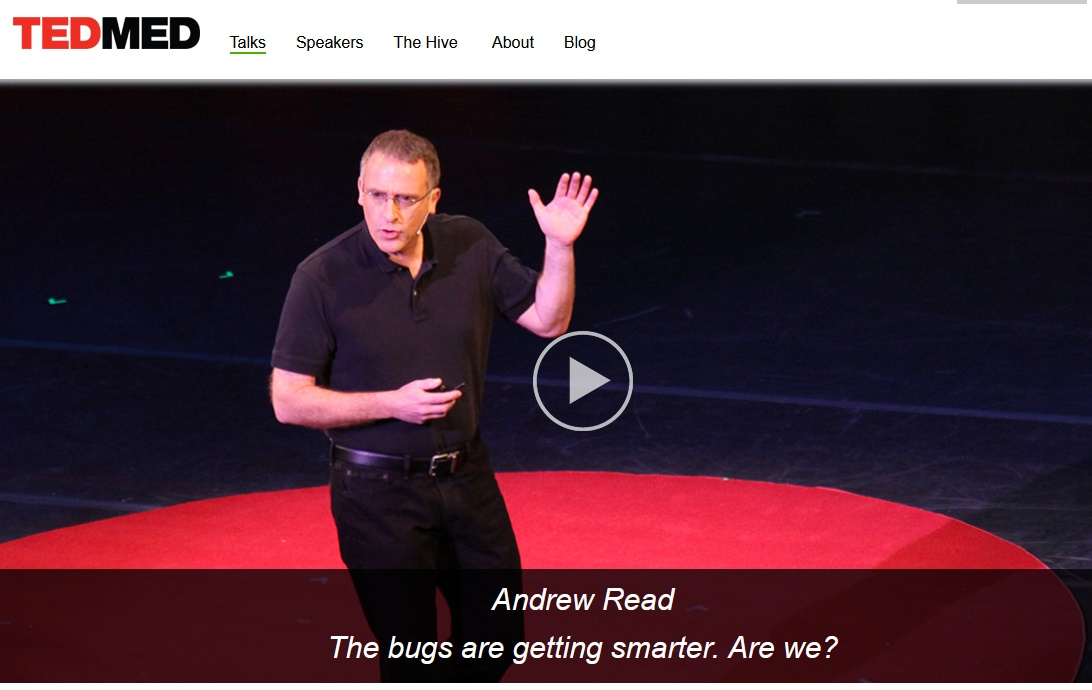 TEDMED
Talks Speakers The Hive About Blog
Andrew Read
The bugs are getting smarter. Are we?